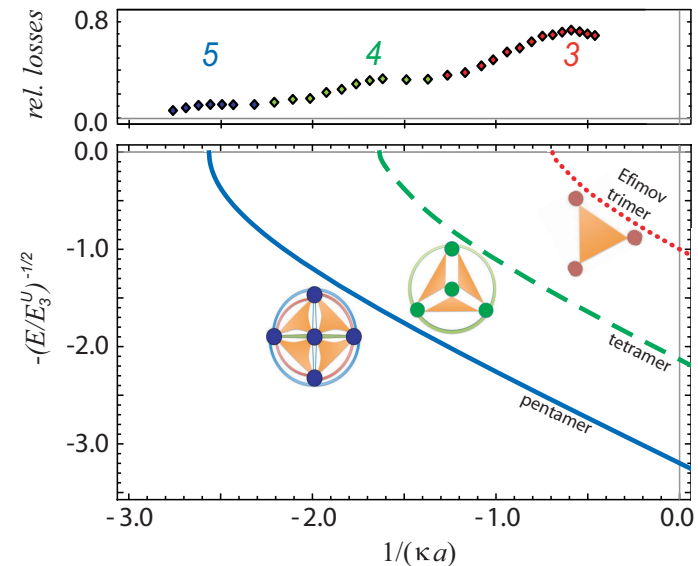 rel. losses
0.8
0.0
5
4
3
0.0
-1.0
-2.0
-3.0
-(E/E₃ᵁ)⁻¹ᐟ²
Efimov
trimer
tetramer
pentamer
-3.0
-2.0
-1.0
0.0
1/(κa)